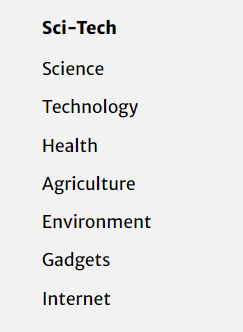 Sci-Tech
Science
Technology
Health
Agriculture
Environment
Gadgets
Internet